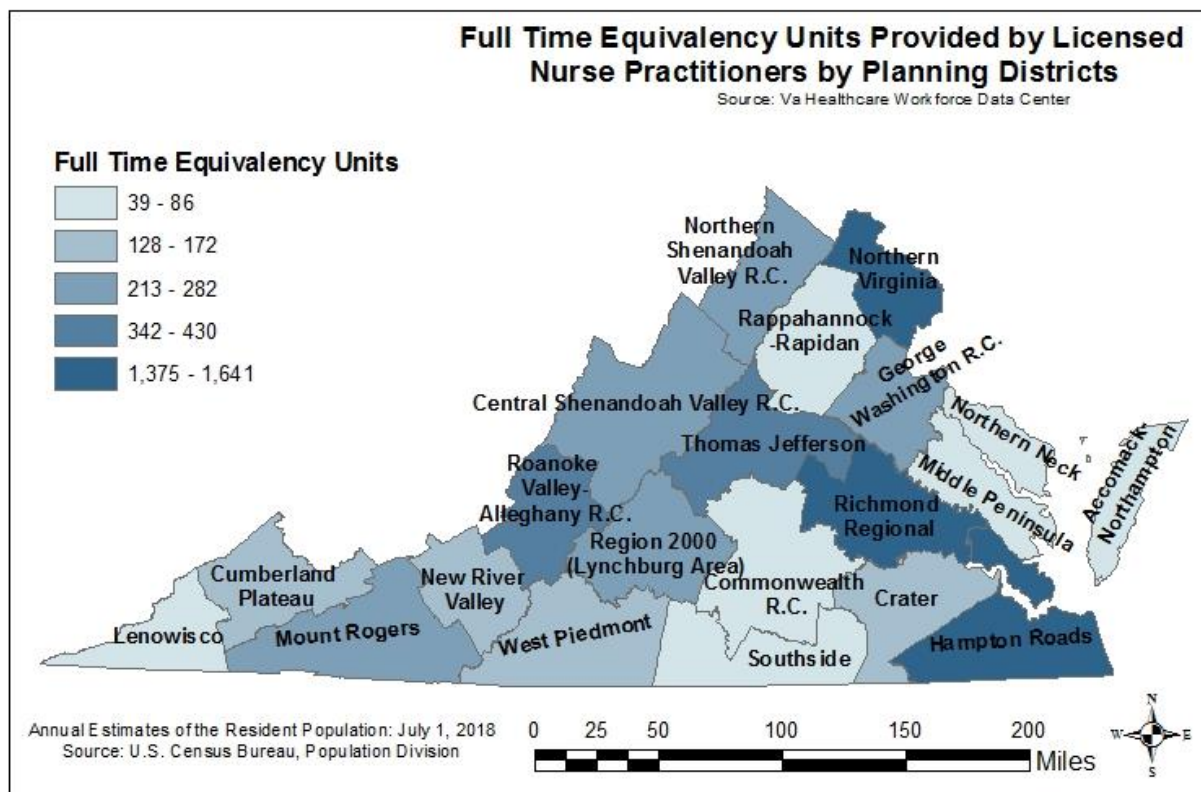 Full Time Equivalency Units Provided by Licensed
Nurse Practitioners by Planning Districts
Source: Va Healthcare Workforce Data Center
Full Time Equivalency Units
39 - 86
128 - 172
213 - 282
342 - 430
1,375 - 1,641
Northern
Shenandoah
Valley R.C.
Northern
Virginia
Rappahannock
-Rapidan
George
Washington R.C.
Central Shenandoah Valley R.C.
Northern Neck
Thomas Jefferson
Accomack-
Northampton
Middle Peninsula
Roanoke
Valley-
Alleghany R.C.
Richmond
Regional
Region 2000
(Lynchburg Area)
Cumberland
Plateau
New River
Valley
Commonwealth
R.C.
Crater
Lenowisco
Mount Rogers
West Piedmont
Southside
Hampton Roads
Annual Estimates of the Resident Population: July 1, 2018
Source: U.S. Census Bureau, Population Division
0 25 50 100 150 200
Miles
N
W E
S